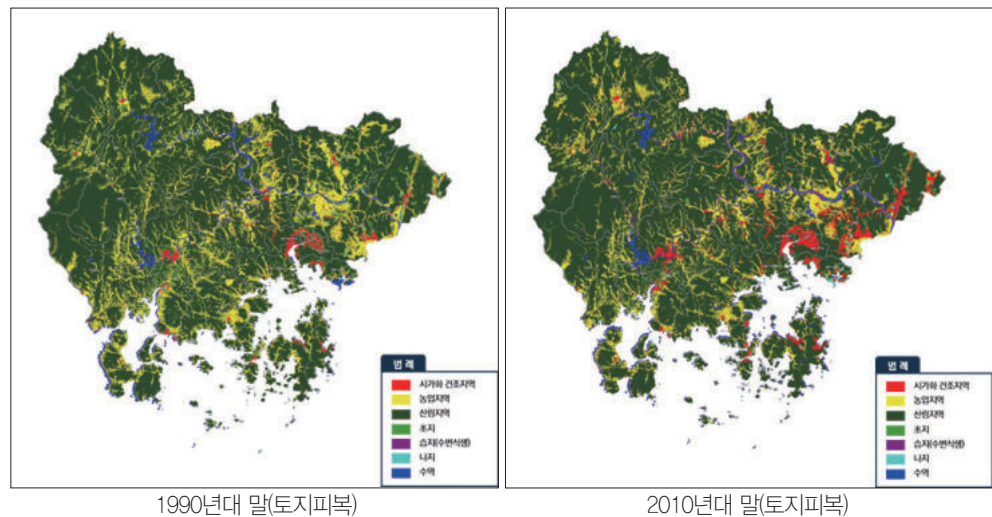 범 례
시가화 건조지역
농업지역
산림지역
초지
습지(수변식생)
나지
수역
1990년대 말(토지피복)
범 례
시가화 건조지역
농업지역
산림지역
초지
습지(수변식생)
나지
수역
2010년대 말(토지피복)